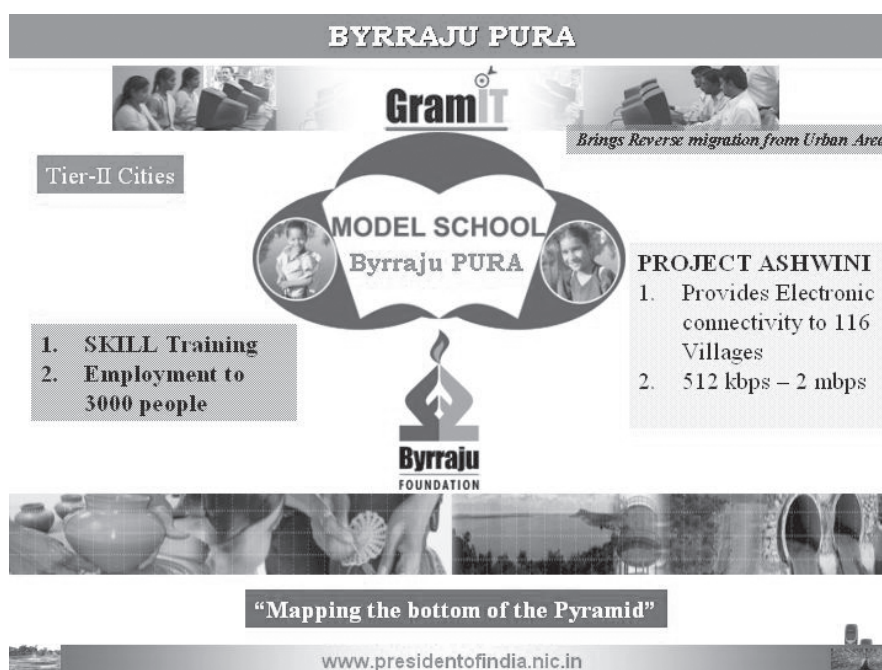 BYRRAJU PURA
GramIT
Brings Reverse migration from Urban Area
Tier-II Cities
MODEL SCHOOL
Byrraju PURA
PROJECT ASHWINI
1. Provides Electronic
connectivity to 116
Villages
2. 512 kbps – 2 mbps
1. SKILL Training
2. Employment to
3000 people
Byrraju
FOUNDATION
“Mapping the bottom of the Pyramid”
www.presidentofindia.nic.in